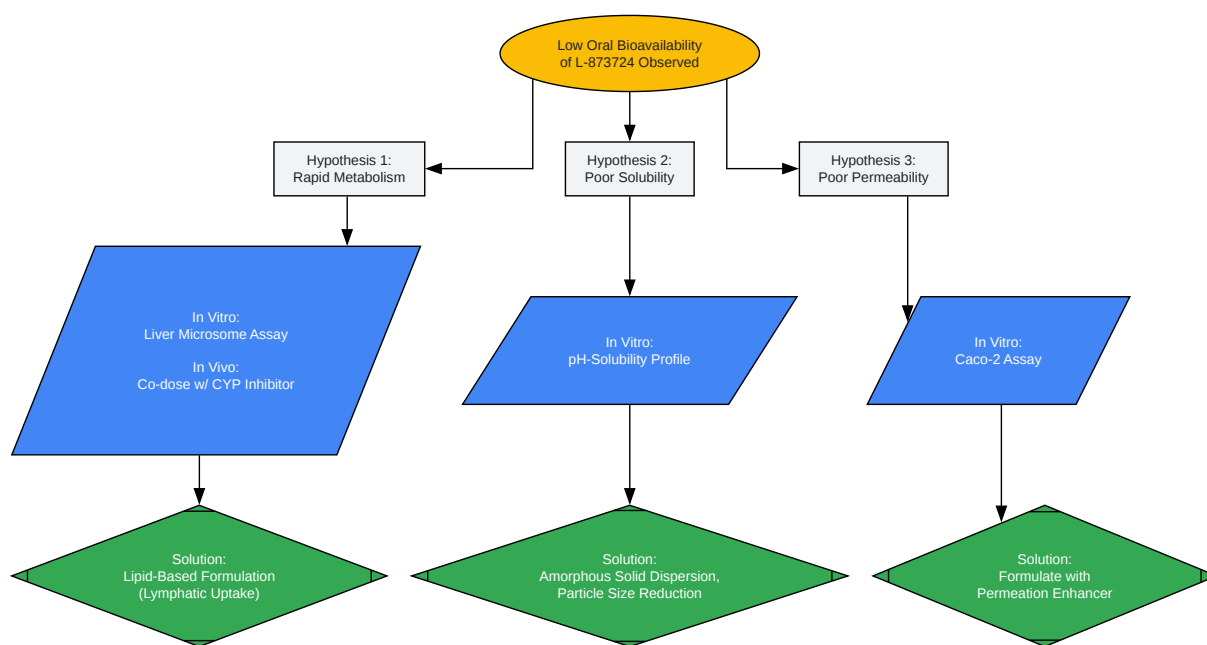 Low Oral Bioavailability
of L-873724 Observed
Hypothesis 1:
Rapid Metabolism
Hypothesis 2:
Poor Solubility
Hypothesis 3:
Poor Permeability
In Vitro:
Liver Microsome Assay
In Vivo:
Co-dose w/ CYP Inhibitor
In Vitro:
pH-Solubility Profile
In Vitro:
Caco-2 Assay
Solution:
Lipid-Based Formulation
(Lymphatic Uptake)
Solution:
Amorphous Solid Dispersion,
Particle Size Reduction
Solution:
Formulate with
Permeation Enhancer